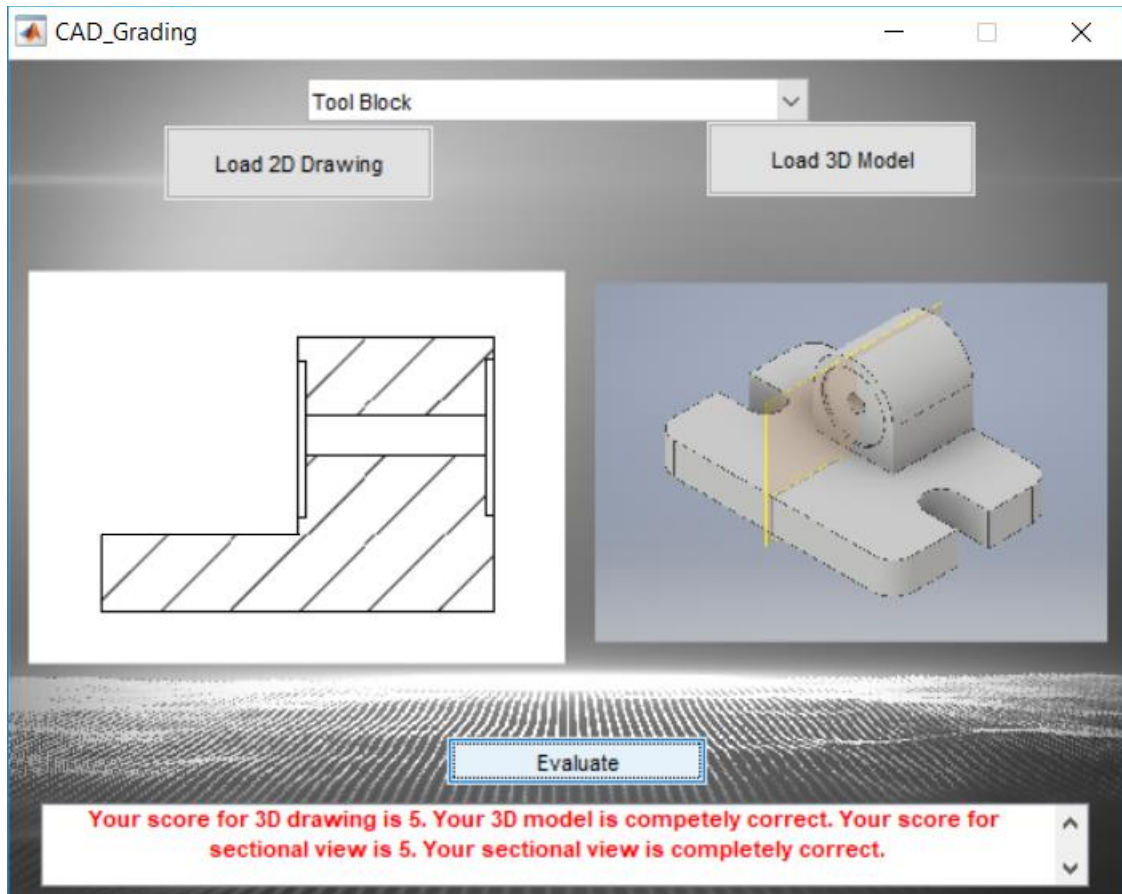 CAD_Grading
Tool Block
Load 2D Drawing
Load 3D Model
Evaluate
Your score for 3D drawing is 5. Your 3D model is competely correct. Your score for
sectional view is 5. Your sectional view is completely correct.